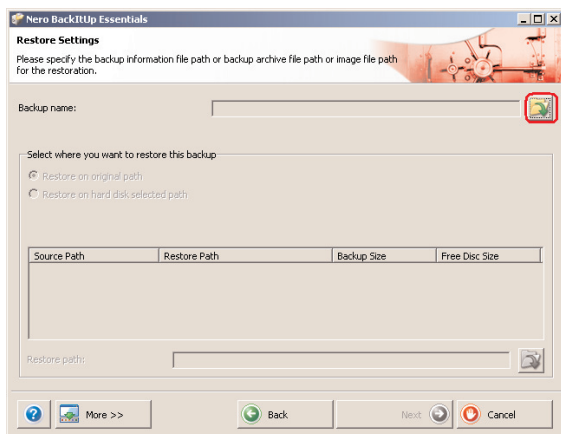 Nero BackItUp Essentials
Restore Settings
Please specify the backup information file path or backup archive file path or image file path
for the restoration.
Backup name:
Select where you want to restore this backup
Restore on original path
Restore on hard disk selected path
Source Path Restore Path Backup Size Free Disc Size
Restore path:
More >> Back Next Cancel